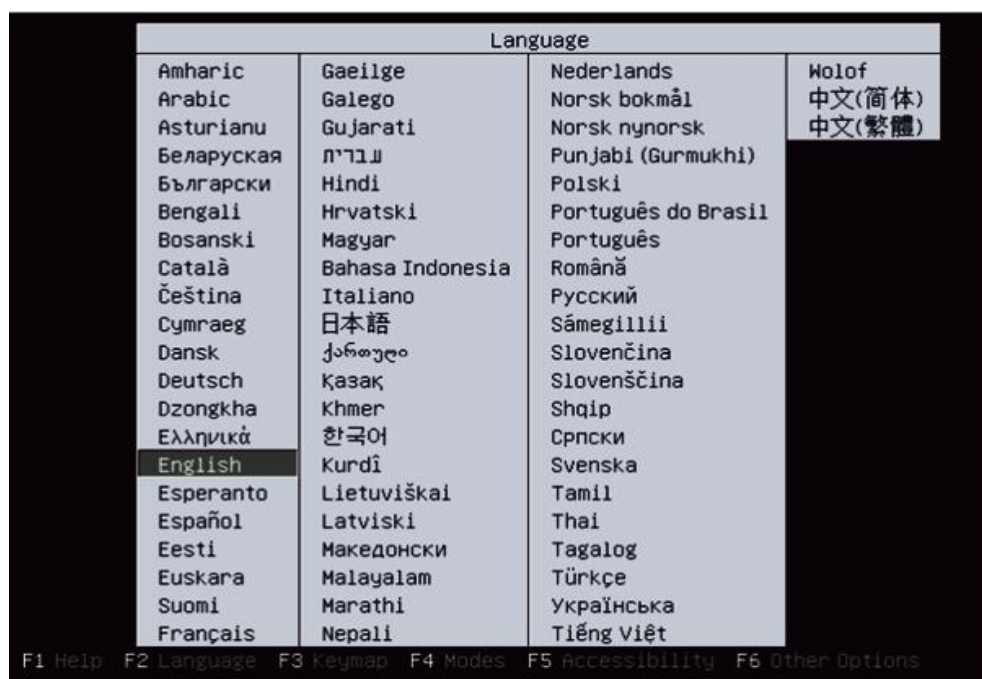 Language
Amharic
Arabic
Asturianu
Беларуская
Български
Bengali
Bosanski
Català
Čeština
Cymraeg
Dansk
Deutsch
Dzongkha
Ελληνικά
English
Esperanto
Español
Eesti
Euskara
Suomi
Français
Gaeilge
Galego
Gujarati
עברית
Hindi
Hrvatski
Magyar
Bahasa Indonesia
Italiano
日本語
ქართული
Қазақ
Khmer
한국어
Kurdî
Lietuviškai
Latviski
Македонски
Malayalam
Marathi
Nepali
Nederlands
Norsk bokmål
Norsk nynorsk
Punjabi (Gurmukhi)
Polski
Português do Brasil
Português
Română
Русский
Sámegillii
Slovenčina
Slovenščina
Shqip
Српски
Svenska
Tamil
Thai
Tagalog
Türkçe
Українська
Tiếng Việt
Wolof
中文(简体)
中文(繁體)
F1 Help F2 Language F3 Keymap F4 Modes F5 Accessibility F6 Other Options